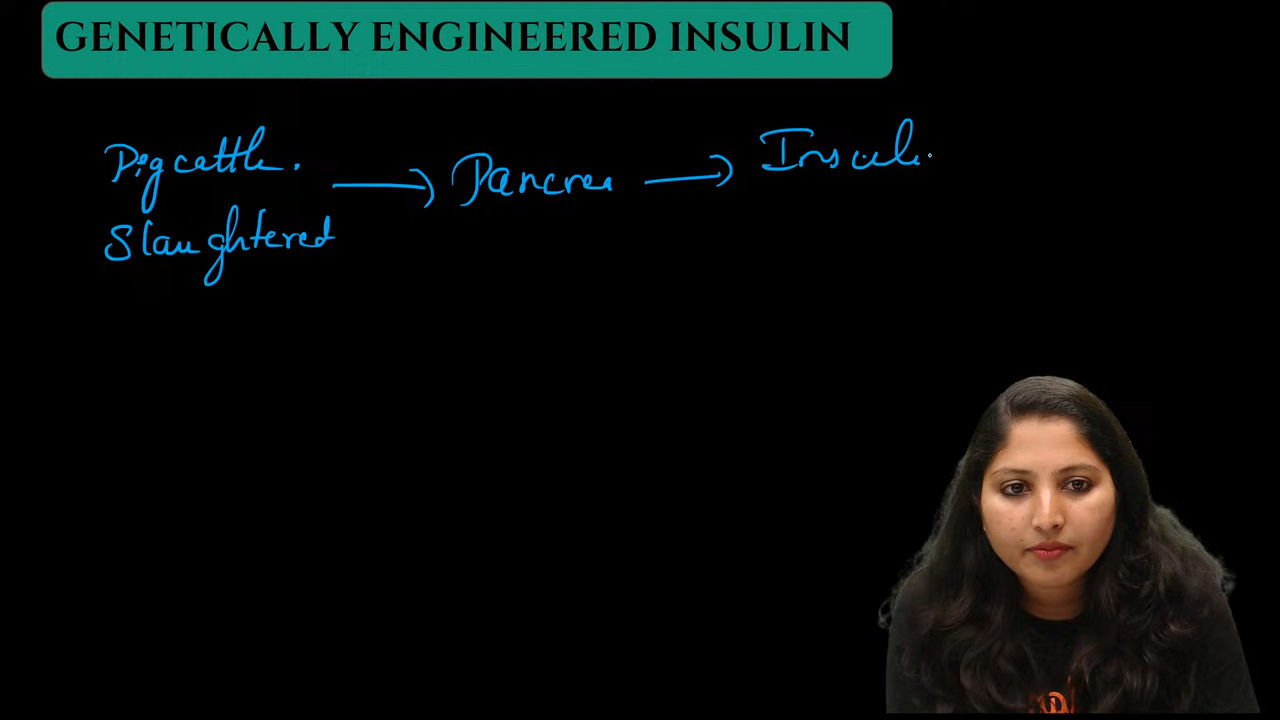 GENETICALLY ENGINEERED INSULIN
Pig cattle. → Pancrea → Insuli
Slaughtered